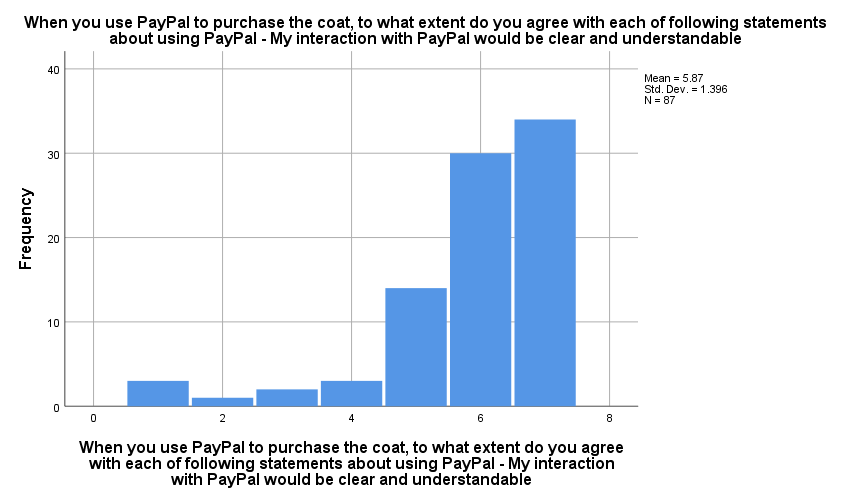 When you use PayPal to purchase the coat, to what extent do you agree with each of following statements
about using PayPal - My interaction with PayPal would be clear and understandable
Mean = 5.87
Std. Dev. = 1.396
N = 87
40
30
20
10
0
Frequency
0 2 4 6 8
When you use PayPal to purchase the coat, to what extent do you agree
with each of following statements about using PayPal - My interaction
with PayPal would be clear and understandable